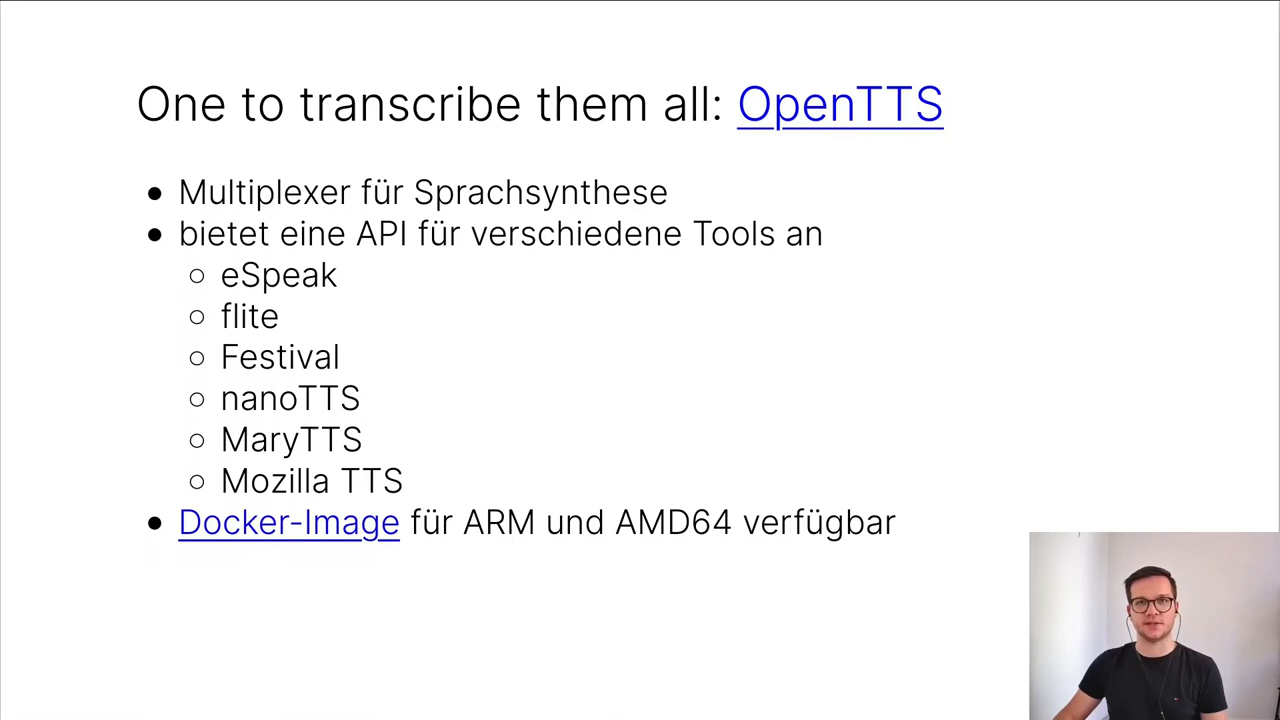 One to transcribe them all: OpenTTS
• Multiplexer für Sprachsynthese
• bietet eine API für verschiedene Tools an
○ eSpeak
○ flite
○ Festival
○ nanoTTS
○ MaryTTS
○ Mozilla TTS
• Docker-Image für ARM und AMD64 verfügbar